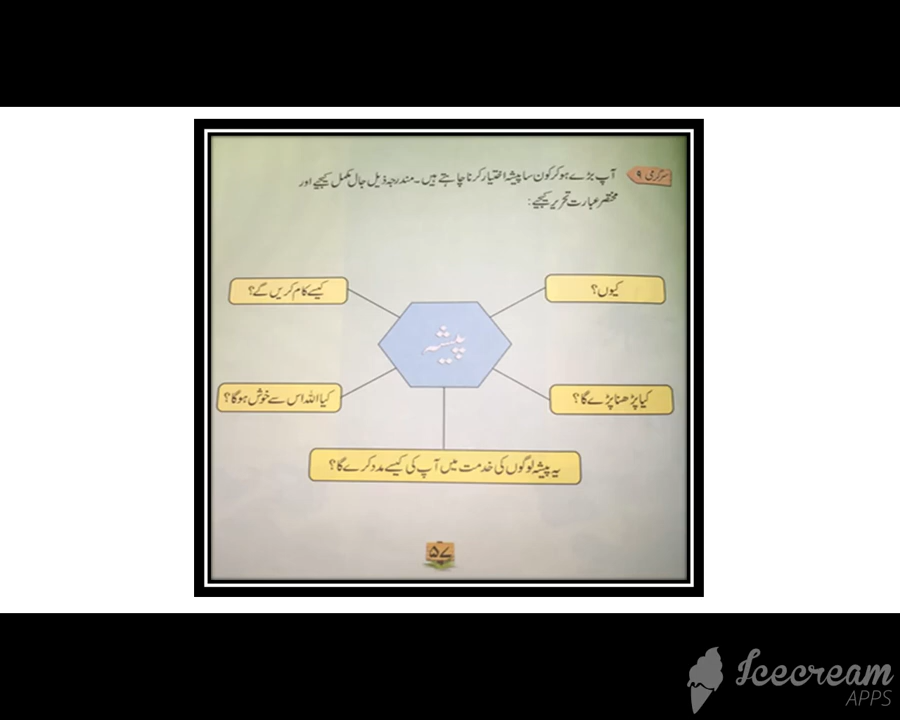 سرگرمی ۹
آپ بڑے ہو کر کون سا پیشہ اختیار کرنا چاہتے ہیں۔ مندرجہ ذیل جال مکمل کیجیے اور
مختصر عبارت تحریر کیجیے:
کیوں؟
کیسے کام کریں گے؟
پیشہ
کیا پڑھنا پڑے گا؟
کیا اللہ اس سے خوش ہوگا؟
یہ پیشہ لوگوں کی خدمت میں آپ کی کیسے مدد کرے گا؟
۵۷
Icecream
APPS